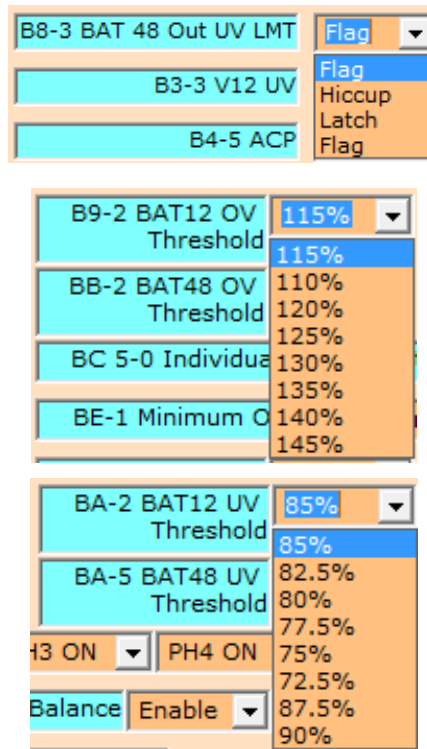 B8-3 BAT 48 Out UV LMT Flag
Flag
B3-3 V12 UV Hiccup
Latch
B4-5 ACP Flag
B9-2 BAT12 OV 115%
Threshold
115%
BB-2 BAT48 OV 110%
Threshold 120%
125%
BC 5-0 Individua 130%
135%
BE-1 Minimum O 140%
145%
BA-2 BAT12 UV 85%
Threshold
85%
BA-5 BAT48 UV 82.5%
Threshold 80%
77.5%
H3 ON PH4 ON 75%
72.5%
Balance Enable 87.5%
90%